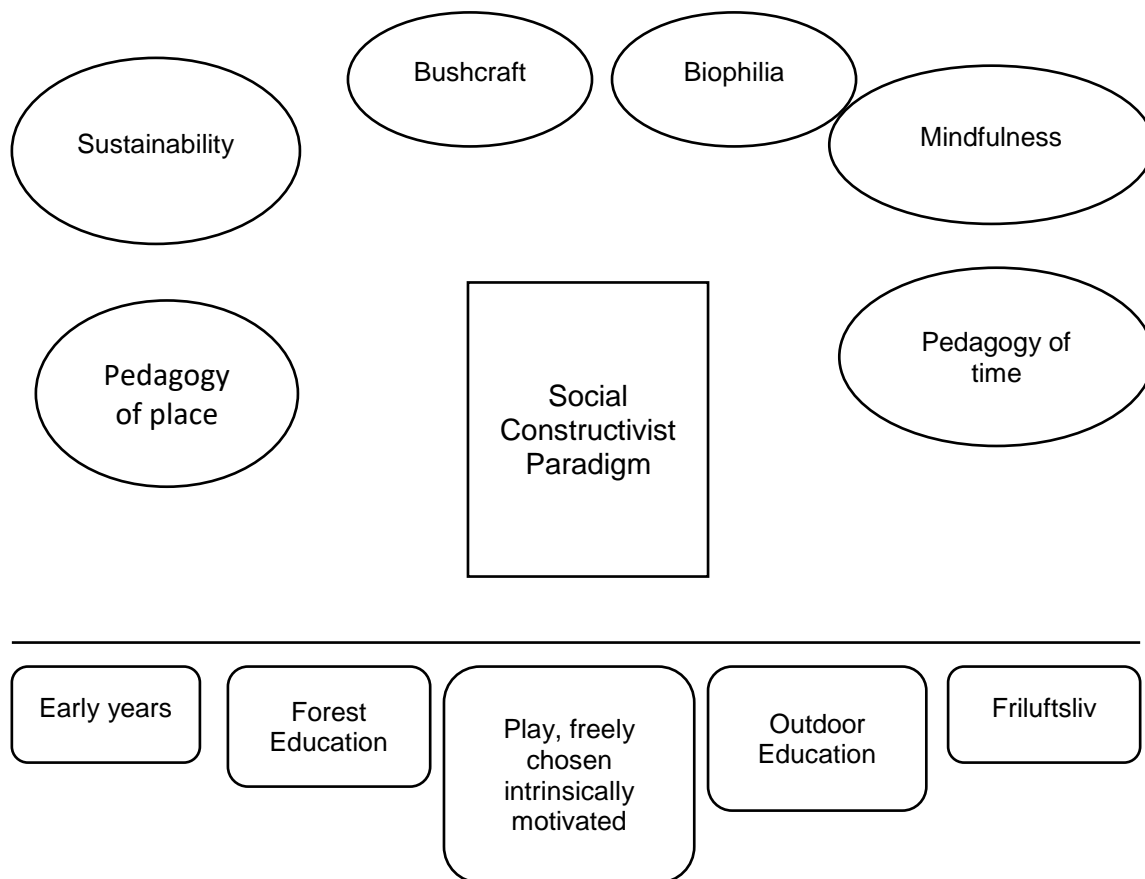 Bushcraft
Biophilia
Sustainability
Mindfulness
Pedagogy
of place
Pedagogy of
time
Social
Constructivist
Paradigm
Early years
Forest
Education
Play, freely
chosen
intrinsically
motivated
Outdoor
Education
Friluftsliv